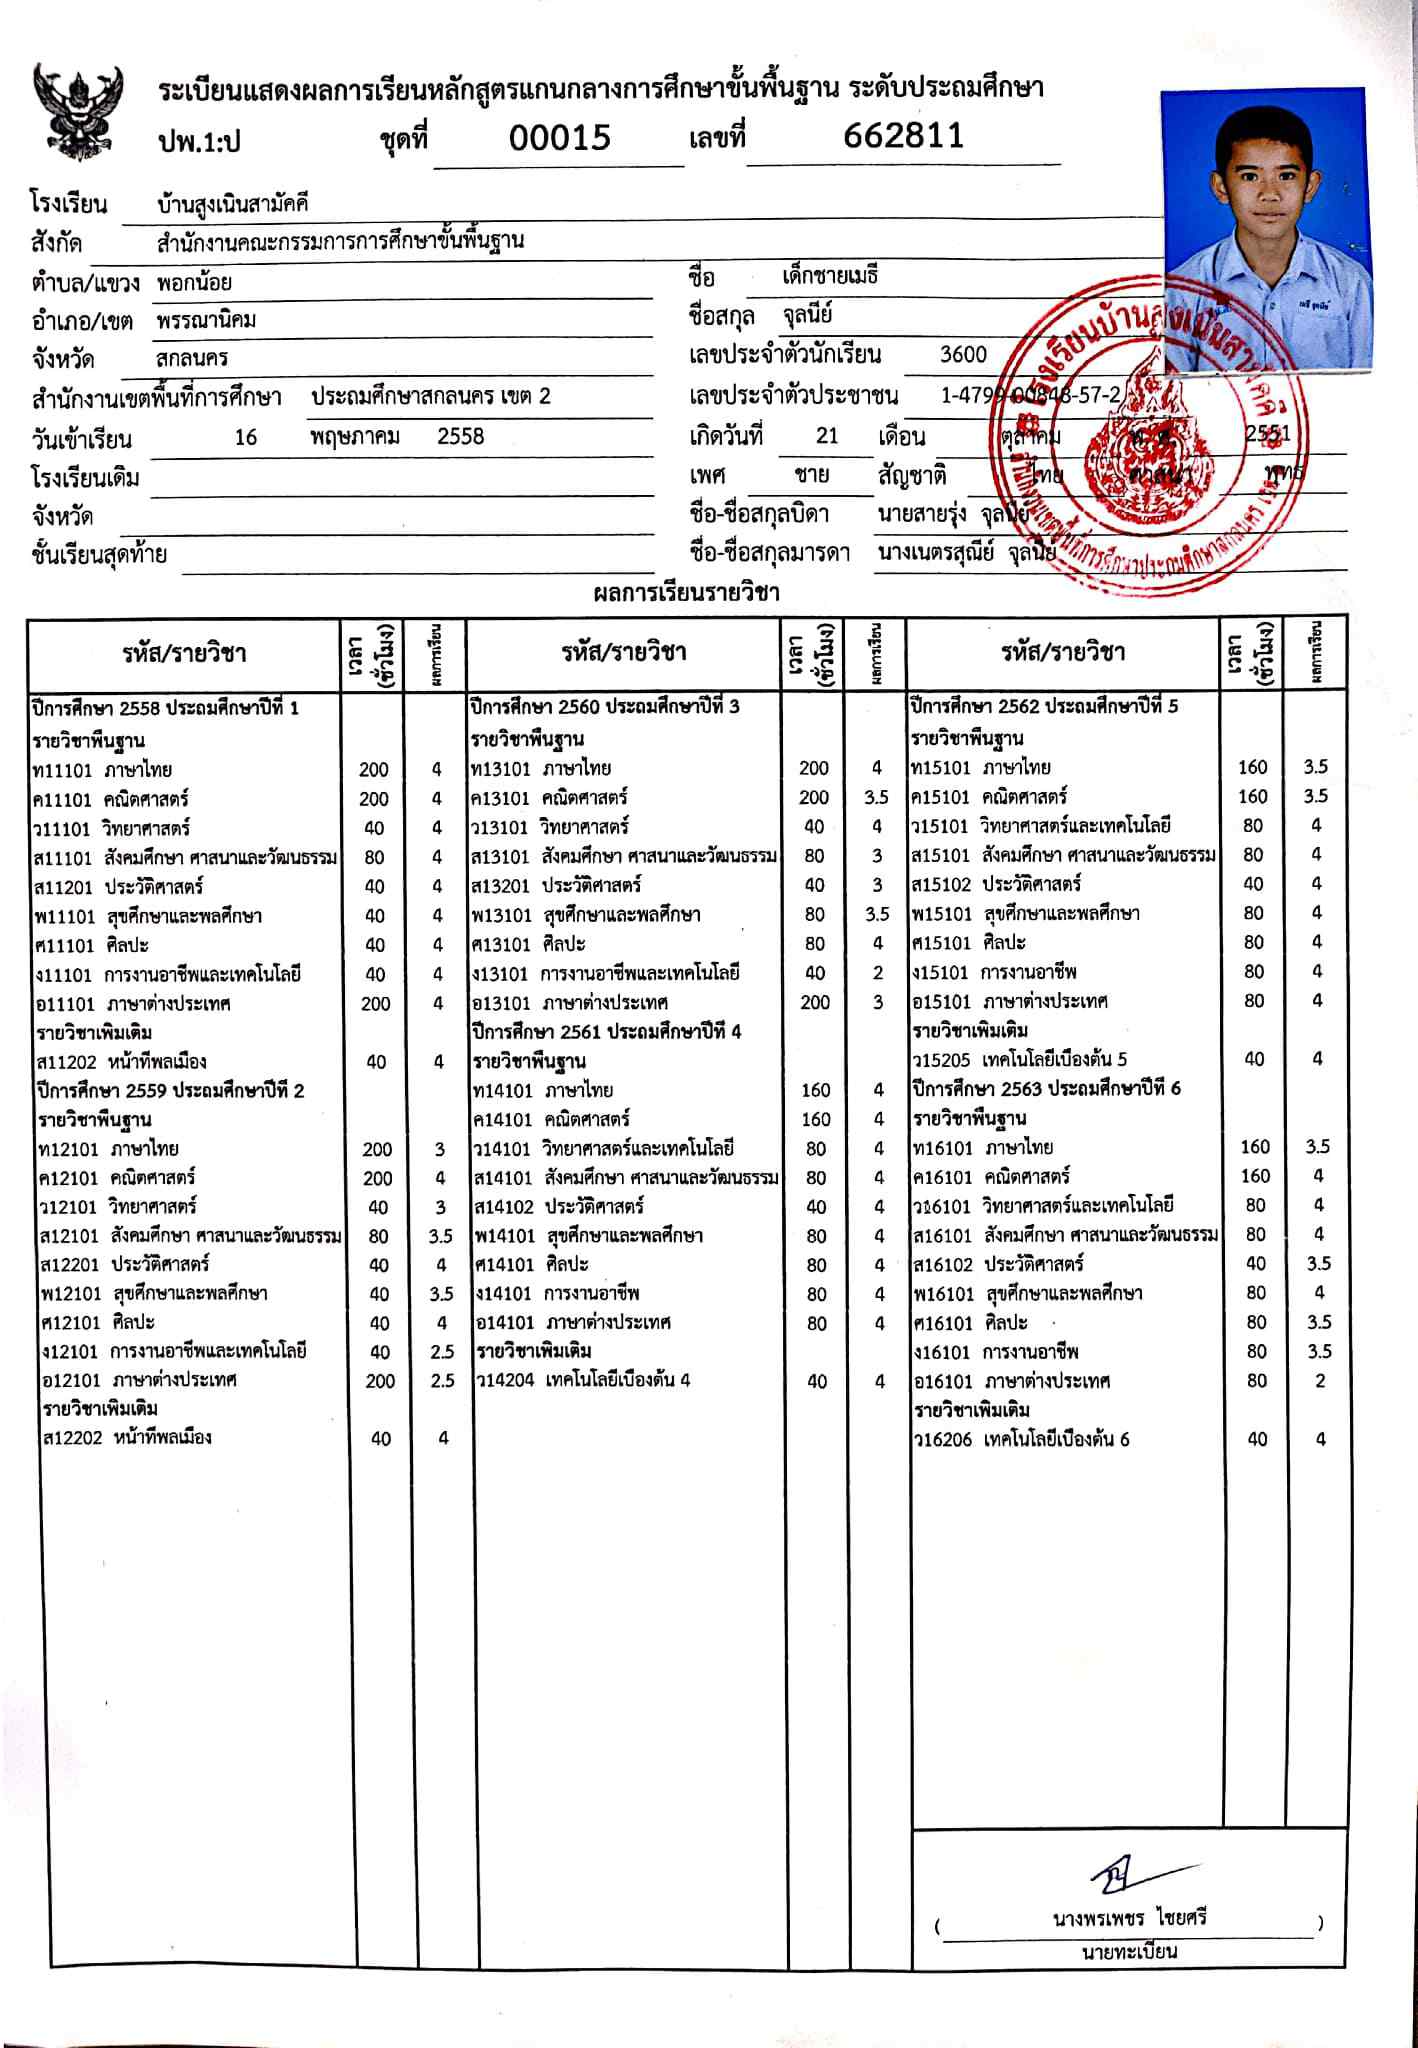 ระเบียนแสดงผลการเรียนหลักสูตรแกนกลางการศึกษาขั้นพื้นฐาน ระดับประถมศึกษา
ปพ.1:ป ชุดที่ 00015 เลขที่ 662811
โรงเรียน บ้านสูงเนินสามัคคี
สังกัด สำนักงานคณะกรรมการการศึกษาขั้นพื้นฐาน
ตำบล/แขวง พอกน้อย
อำเภอ/เขต พรรณานิคม
จังหวัด สกลนคร
สำนักงานเขตพื้นที่การศึกษา ประถมศึกษาสกลนคร เขต 2
วันเข้าเรียน 16 พฤษภาคม 2558
โรงเรียนเดิม
จังหวัด
ชั้นเรียนสุดท้าย
ชื่อ เด็กชายเมธี
ชื่อสกุล จุลนีย์
เลขประจำตัวนักเรียน 3600
เลขประจำตัวประชาชน 1-4799-00848-57-2
เกิดวันที่ 21 เดือน ตุลาคม พ.ศ. 2551
เพศ ชาย สัญชาติ ไทย ศาสนา พุทธ
ชื่อ-ชื่อสกุลบิดา นายสายรุ่ง จุลนีย์
ชื่อ-ชื่อสกุลมารดา นางเนตรสุณีย์ จุลนีย์
เมธี จุลนีย์
โรงเรียนบ้านสูงเนินสามัคคี
สำนักงานเขตพื้นที่การศึกษาประถมศึกษาสกลนคร เขต
ผลการเรียนรายวิชา
รหัส/รายวิชา เวลา (ชั่วโมง) ผลการเรียน
ปีการศึกษา 2558 ประถมศึกษาปีที่ 1
รายวิชาพื้นฐาน
ท11101 ภาษาไทย 200 4
ค11101 คณิตศาสตร์ 200 4
ว11101 วิทยาศาสตร์ 40 4
ส11101 สังคมศึกษา ศาสนาและวัฒนธรรม 80 4
ส11201 ประวัติศาสตร์ 40 4
พ11101 สุขศึกษาและพลศึกษา 40 4
ศ11101 ศิลปะ 40 4
ง11101 การงานอาชีพและเทคโนโลยี 40 4
อ11101 ภาษาต่างประเทศ 200 4
รายวิชาเพิ่มเติม
ส11202 หน้าที่พลเมือง 40 4
ปีการศึกษา 2559 ประถมศึกษาปีที่ 2
รายวิชาพื้นฐาน
ท12101 ภาษาไทย 200 3
ค12101 คณิตศาสตร์ 200 4
ว12101 วิทยาศาสตร์ 40 3
ส12101 สังคมศึกษา ศาสนาและวัฒนธรรม 80 3.5
ส12201 ประวัติศาสตร์ 40 4
พ12101 สุขศึกษาและพลศึกษา 40 3.5
ศ12101 ศิลปะ 40 4
ง12101 การงานอาชีพและเทคโนโลยี 40 2.5
อ12101 ภาษาต่างประเทศ 200 2.5
รายวิชาเพิ่มเติม
ส12202 หน้าที่พลเมือง 40 4
รหัส/รายวิชา เวลา (ชั่วโมง) ผลการเรียน
ปีการศึกษา 2560 ประถมศึกษาปีที่ 3
รายวิชาพื้นฐาน
ท13101 ภาษาไทย 200 4
ค13101 คณิตศาสตร์ 200 3.5
ว13101 วิทยาศาสตร์ 40 4
ส13101 สังคมศึกษา ศาสนาและวัฒนธรรม 80 3
ส13201 ประวัติศาสตร์ 40 3
พ13101 สุขศึกษาและพลศึกษา 80 3.5
ศ13101 ศิลปะ 80 4
ง13101 การงานอาชีพและเทคโนโลยี 40 2
อ13101 ภาษาต่างประเทศ 200 3
ปีการศึกษา 2561 ประถมศึกษาปีที่ 4
รายวิชาพื้นฐาน
ท14101 ภาษาไทย 160 4
ค14101 คณิตศาสตร์ 160 4
ว14101 วิทยาศาสตร์และเทคโนโลยี 80 4
ส14101 สังคมศึกษา ศาสนาและวัฒนธรรม 80 4
ส14102 ประวัติศาสตร์ 40 4
พ14101 สุขศึกษาและพลศึกษา 80 4
ศ14101 ศิลปะ 80 4
ง14101 การงานอาชีพ 80 4
อ14101 ภาษาต่างประเทศ 80 4
รายวิชาเพิ่มเติม
ว14204 เทคโนโลยีเบื้องต้น 4 40 4
รหัส/รายวิชา เวลา (ชั่วโมง) ผลการเรียน
ปีการศึกษา 2562 ประถมศึกษาปีที่ 5
รายวิชาพื้นฐาน
ท15101 ภาษาไทย 160 3.5
ค15101 คณิตศาสตร์ 160 3.5
ว15101 วิทยาศาสตร์และเทคโนโลยี 80 4
ส15101 สังคมศึกษา ศาสนาและวัฒนธรรม 80 4
ส15102 ประวัติศาสตร์ 40 4
พ15101 สุขศึกษาและพลศึกษา 80 4
ศ15101 ศิลปะ 80 4
ง15101 การงานอาชีพ 80 4
อ15101 ภาษาต่างประเทศ 80 4
รายวิชาเพิ่มเติม
ว15205 เทคโนโลยีเบื้องต้น 5 40 4
ปีการศึกษา 2563 ประถมศึกษาปีที่ 6
รายวิชาพื้นฐาน
ท16101 ภาษาไทย 160 3.5
ค16101 คณิตศาสตร์ 160 4
ว16101 วิทยาศาสตร์และเทคโนโลยี 80 4
ส16101 สังคมศึกษา ศาสนาและวัฒนธรรม 80 4
ส16102 ประวัติศาสตร์ 40 3.5
พ16101 สุขศึกษาและพลศึกษา 80 4
ศ16101 ศิลปะ 80 3.5
ง16101 การงานอาชีพ 80 3.5
อ16101 ภาษาต่างประเทศ 80 2
รายวิชาเพิ่มเติม
ว16206 เทคโนโลยีเบื้องต้น 6 40 4
( นางพรเพชร ไชยศรี )
นายทะเบียน